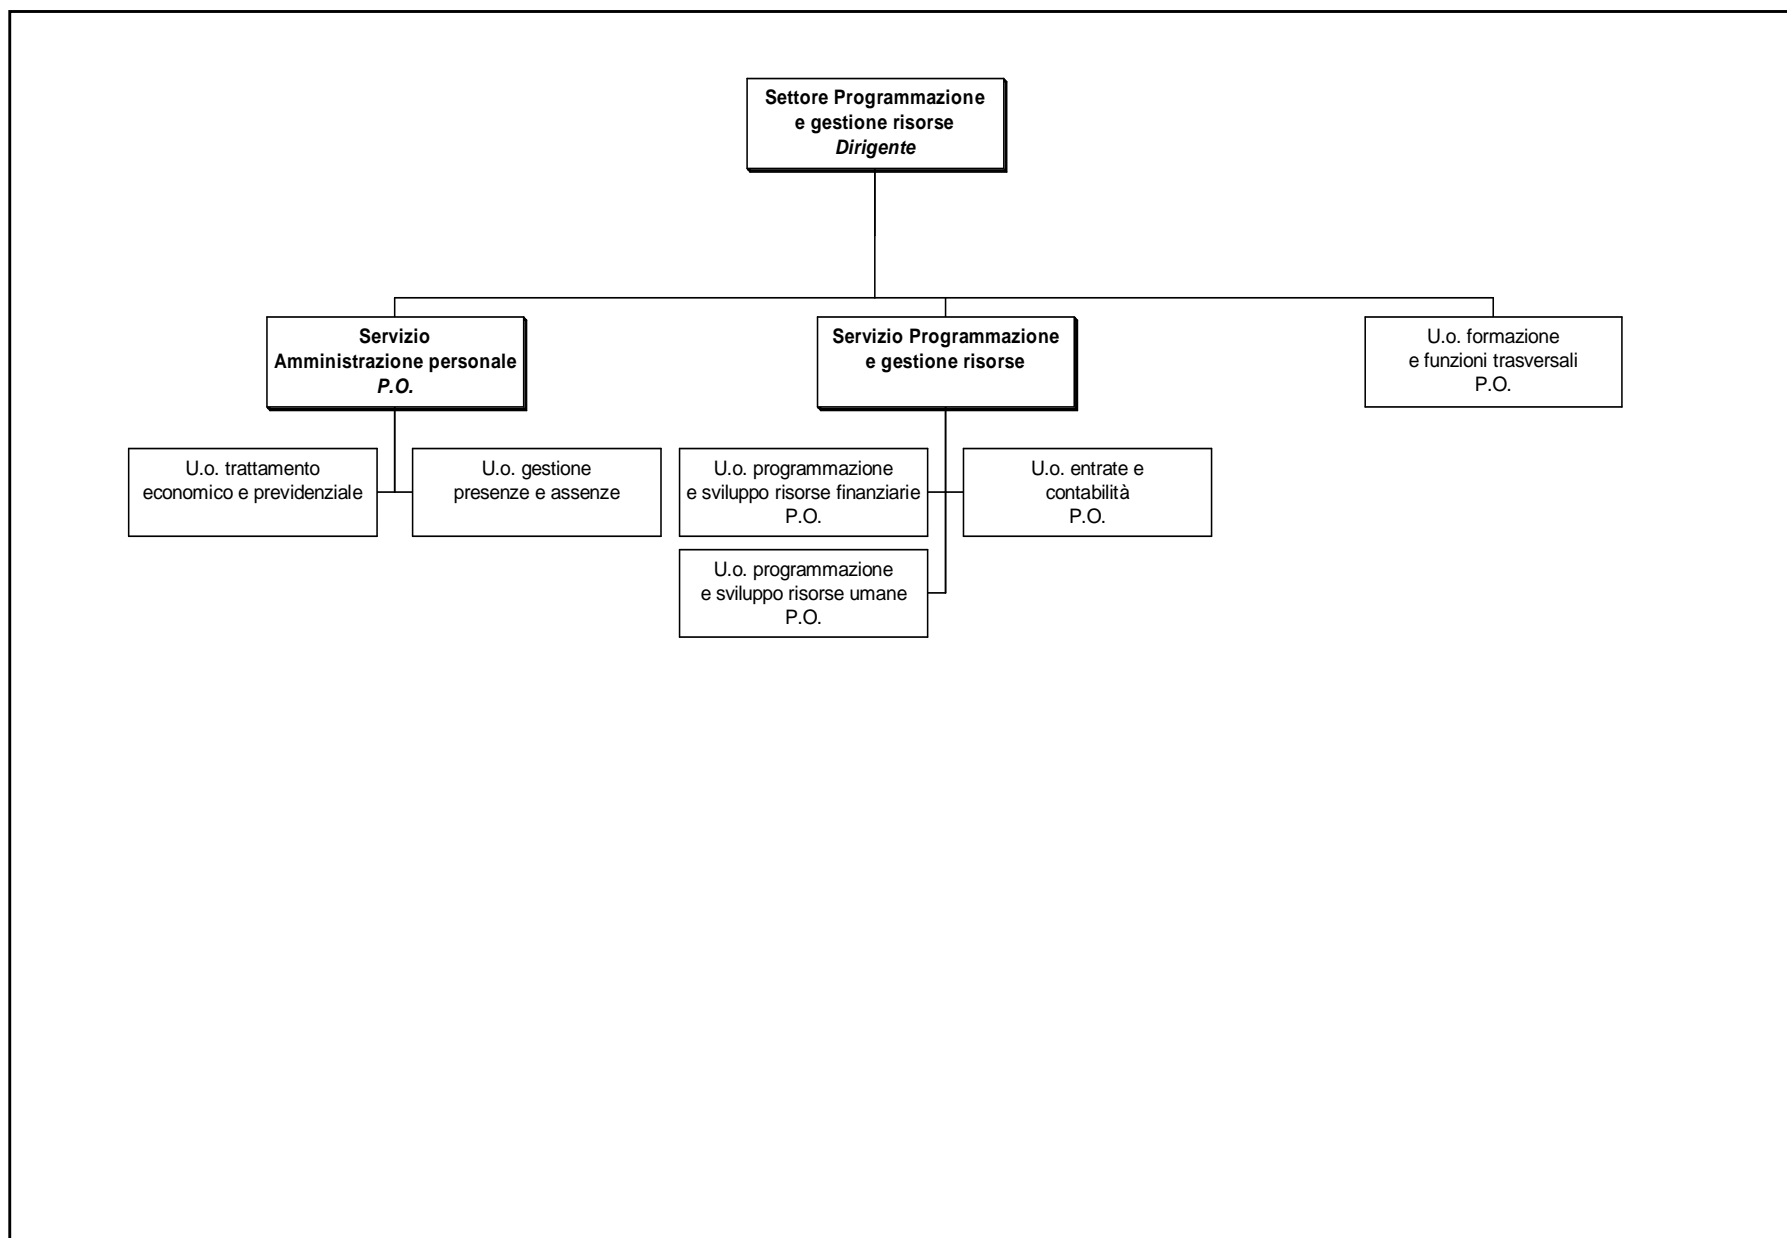 Settore Programmazione
e gestione risorse
Dirigente
Servizio
Amministrazione personale
P.O.
Servizio Programmazione
e gestione risorse
U.o. formazione
e funzioni trasversali
P.O.
U.o. trattamento
economico e previdenziale
U.o. gestione
presenze e assenze
U.o. programmazione
e sviluppo risorse finanziarie
P.O.
U.o. entrate e
contabilità
P.O.
U.o. programmazione
e sviluppo risorse umane
P.O.